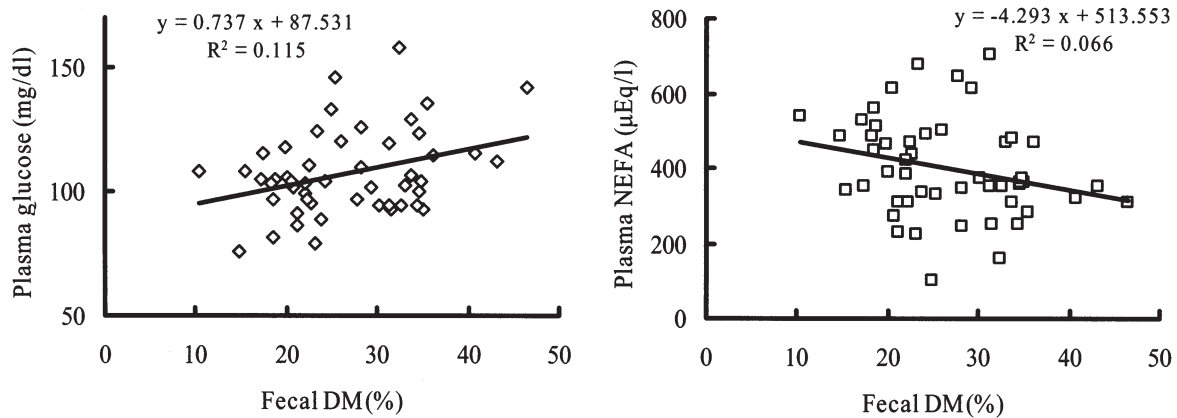 y = 0.737 x + 87.531
R² = 0.115
Plasma glucose (mg/dl)
150
100
50
0 10 20 30 40 50
Fecal DM(%)
y = -4.293 x + 513.553
R² = 0.066
Plasma NEFA (μEq/l)
800
600
400
200
0
0 10 20 30 40 50
Fecal DM(%)